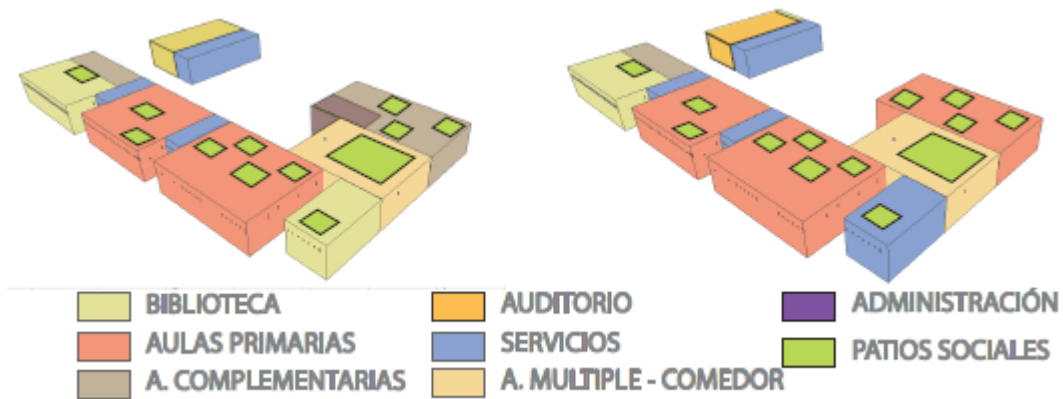 BIBLIOTECA
AUDITORIO
ADMINISTRACIÓN
AULAS PRIMARIAS
SERVICIOS
PATIOS SOCIALES
A. COMPLEMENTARIAS
A. MULTIPLE - COMEDOR